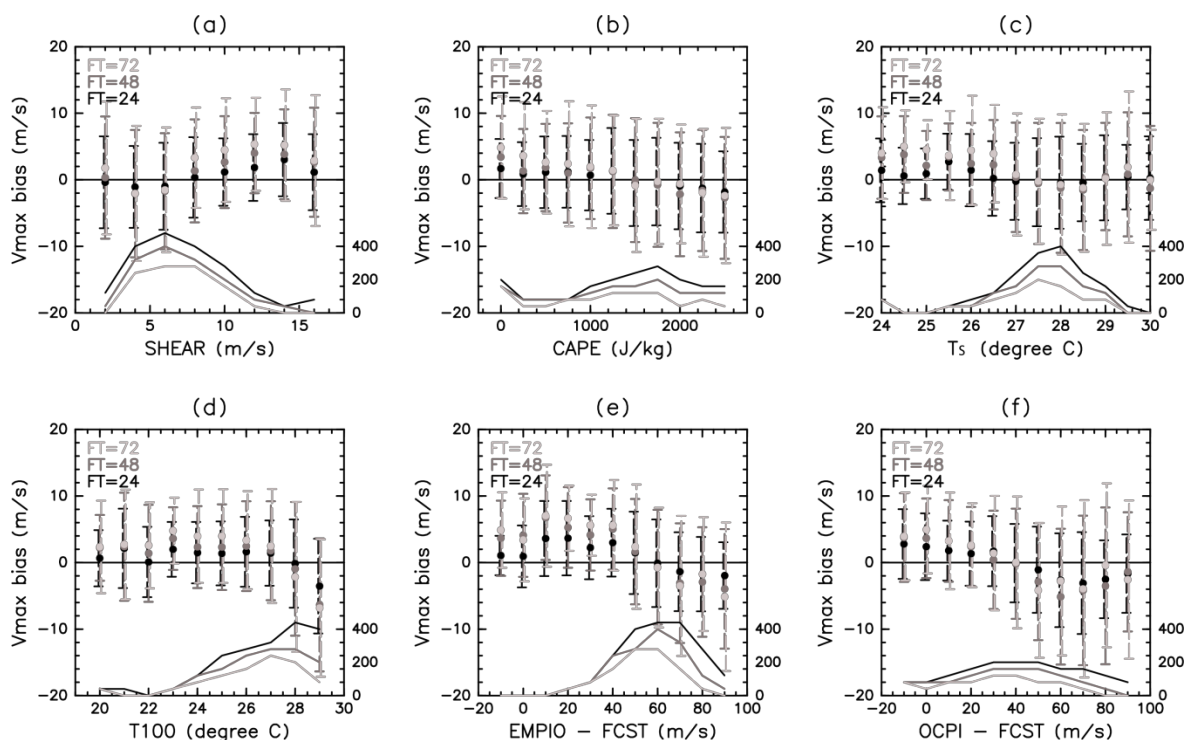 (a)
20
10
0
-10
-20
Vmax bias (m/s)
FT=72
FT=48
FT=24
400
200
0
0
5
10
15
SHEAR (m/s)
(b)
20
10
0
-10
-20
Vmax bias (m/s)
FT=72
FT=48
FT=24
400
200
0
0
1000
2000
CAPE (J/kg)
(c)
20
10
0
-10
-20
Vmax bias (m/s)
FT=72
FT=48
FT=24
400
200
0
24
25
26
27
28
29
30
Ts (degree C)
(d)
20
10
0
-10
-20
Vmax bias (m/s)
FT=72
FT=48
FT=24
400
200
0
20
22
24
26
28
30
T100 (degree C)
(e)
20
10
0
-10
-20
Vmax bias (m/s)
FT=72
FT=48
FT=24
400
200
0
-20
0
20
40
60
80
100
EMPIO - FCST (m/s)
(f)
20
10
0
-10
-20
Vmax bias (m/s)
FT=72
FT=48
FT=24
400
200
0
-20
0
20
40
60
80
100
OCPI - FCST (m/s)